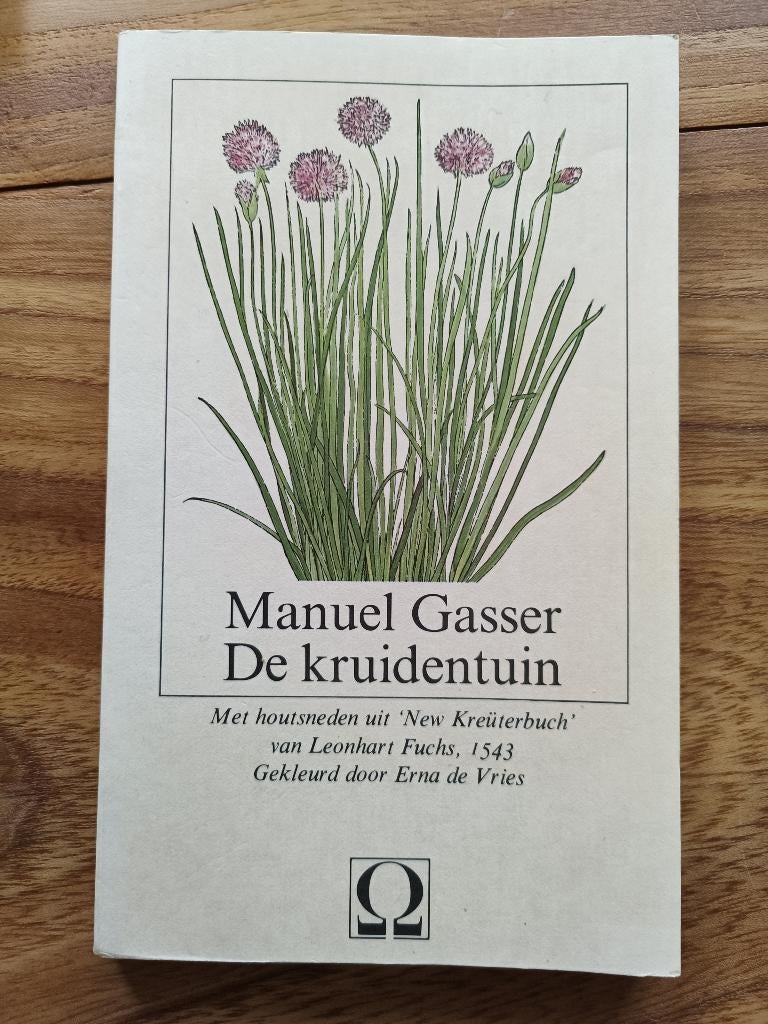 Manuel Gasser
De kruidentuin
Met houtsneden uit ‘New Kreüterbuch’
van Leonhart Fuchs, 1543
Gekleurd door Erna de Vries
Ω